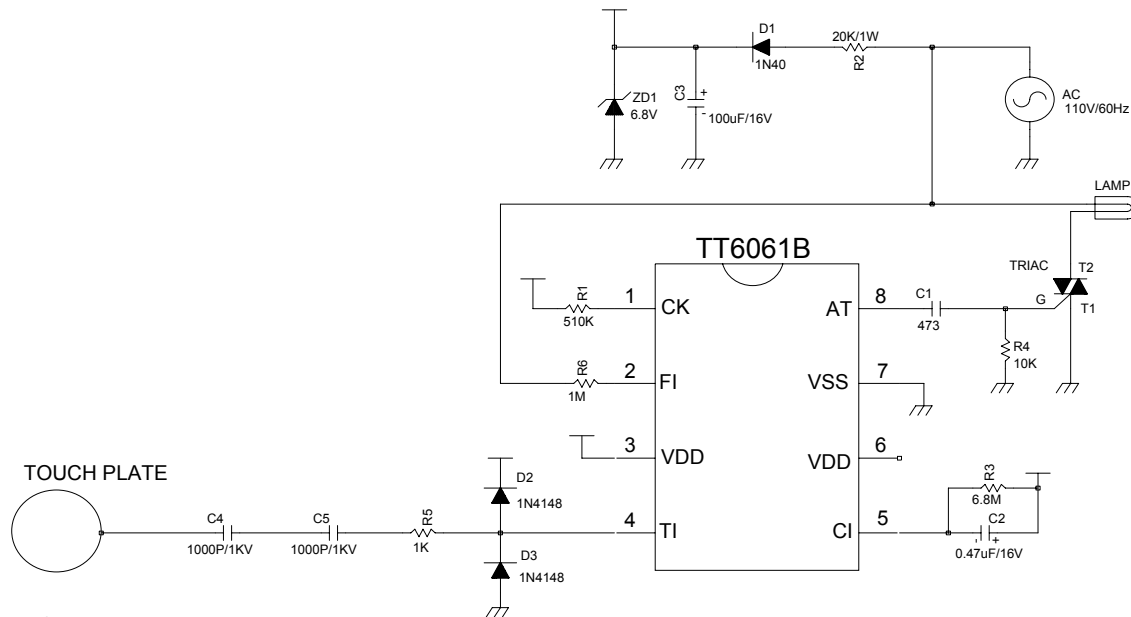 D1
1N40
20K/1W
R2
ZD1
6.8V
C3
+
-
100uF/16V
AC
110V/60Hz
LAMP
TT6061B
TRIAC
T2
G
T1
R1
510K
1
CK
AT
8
C1
473
R4
10K
R6
1M
2
FI
VSS
7
3
VDD
VDD
6
TOUCH PLATE
C4
1000P/1KV
C5
1000P/1KV
R5
1K
D2
1N4148
D3
1N4148
4
TI
CI
5
R3
6.8M
C2
-
+
0.47uF/16V